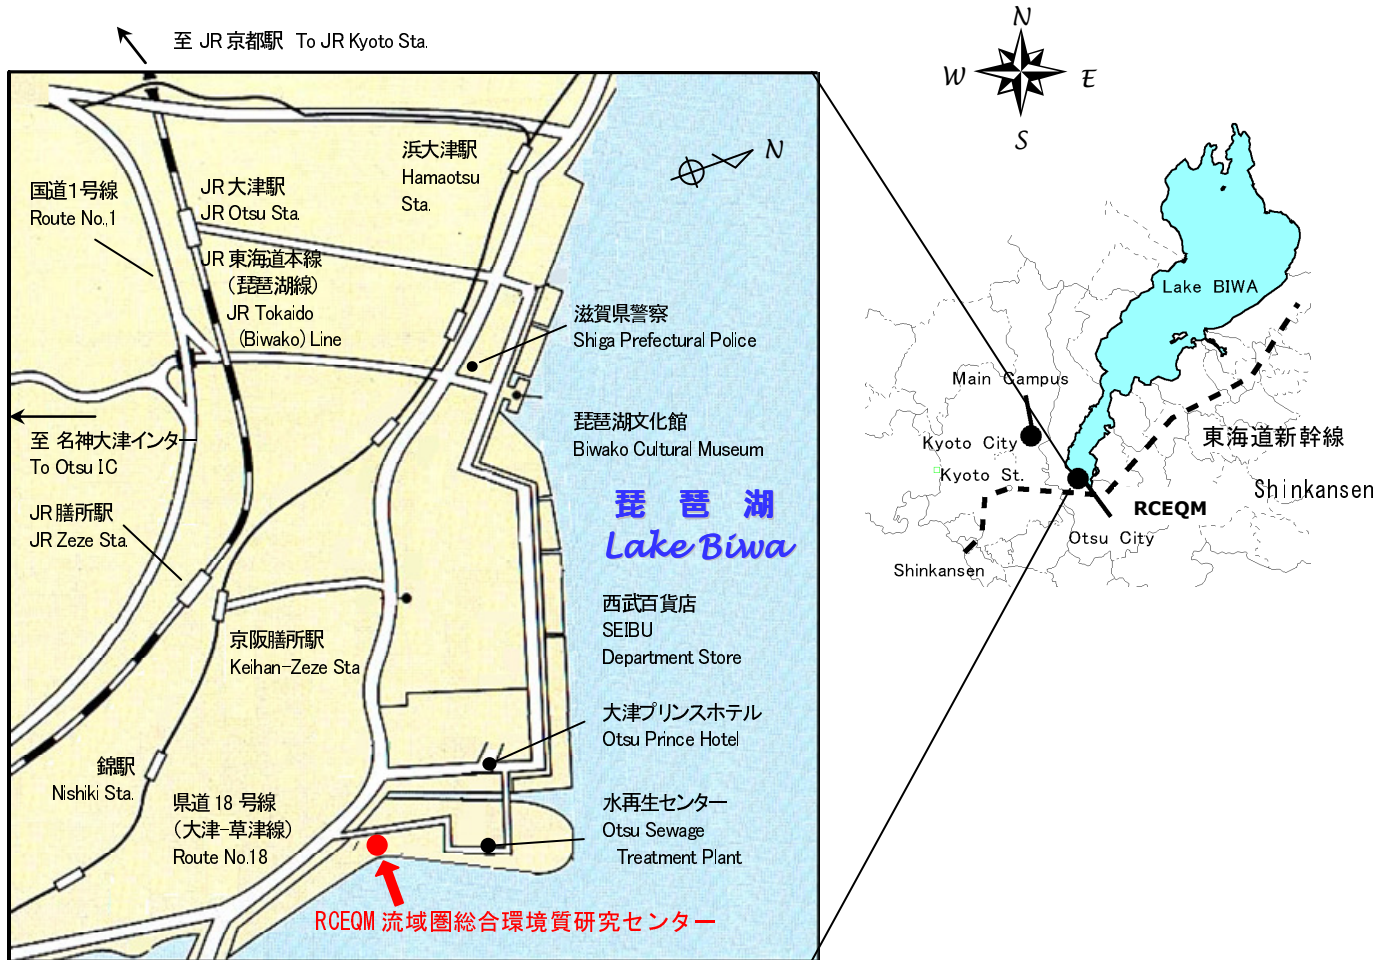 至 JR 京都駅 To JR Kyoto Sta.
浜大津駅
Hamaotsu
Sta.
N
国道1号線
Route No.1
JR 大津駅
JR Otsu Sta.
JR 東海道本線
(琵琶湖線)
JR Tokaido
(Biwako) Line
滋賀県警察
Shiga Prefectural Police
至 名神大津インター
To Otsu IC
琵琶湖文化館
Biwako Cultural Museum
琵琶湖
Lake Biwa
JR 膳所駅
JR Zeze Sta.
西武百貨店
SEIBU
Department Store
京阪膳所駅
Keihan-Zeze Sta
大津プリンスホテル
Otsu Prince Hotel
錦駅
Nishiki Sta.
県道 18 号線
(大津-草津線)
Route No.18
水再生センター
Otsu Sewage
Treatment Plant
RCEQM 流域圏総合環境質研究センター
N
W
E
S
Lake BIWA
Main Campus
Kyoto City
Kyoto St.
東海道新幹線
Shinkansen
RCEQM
Otsu City
Shinkansen